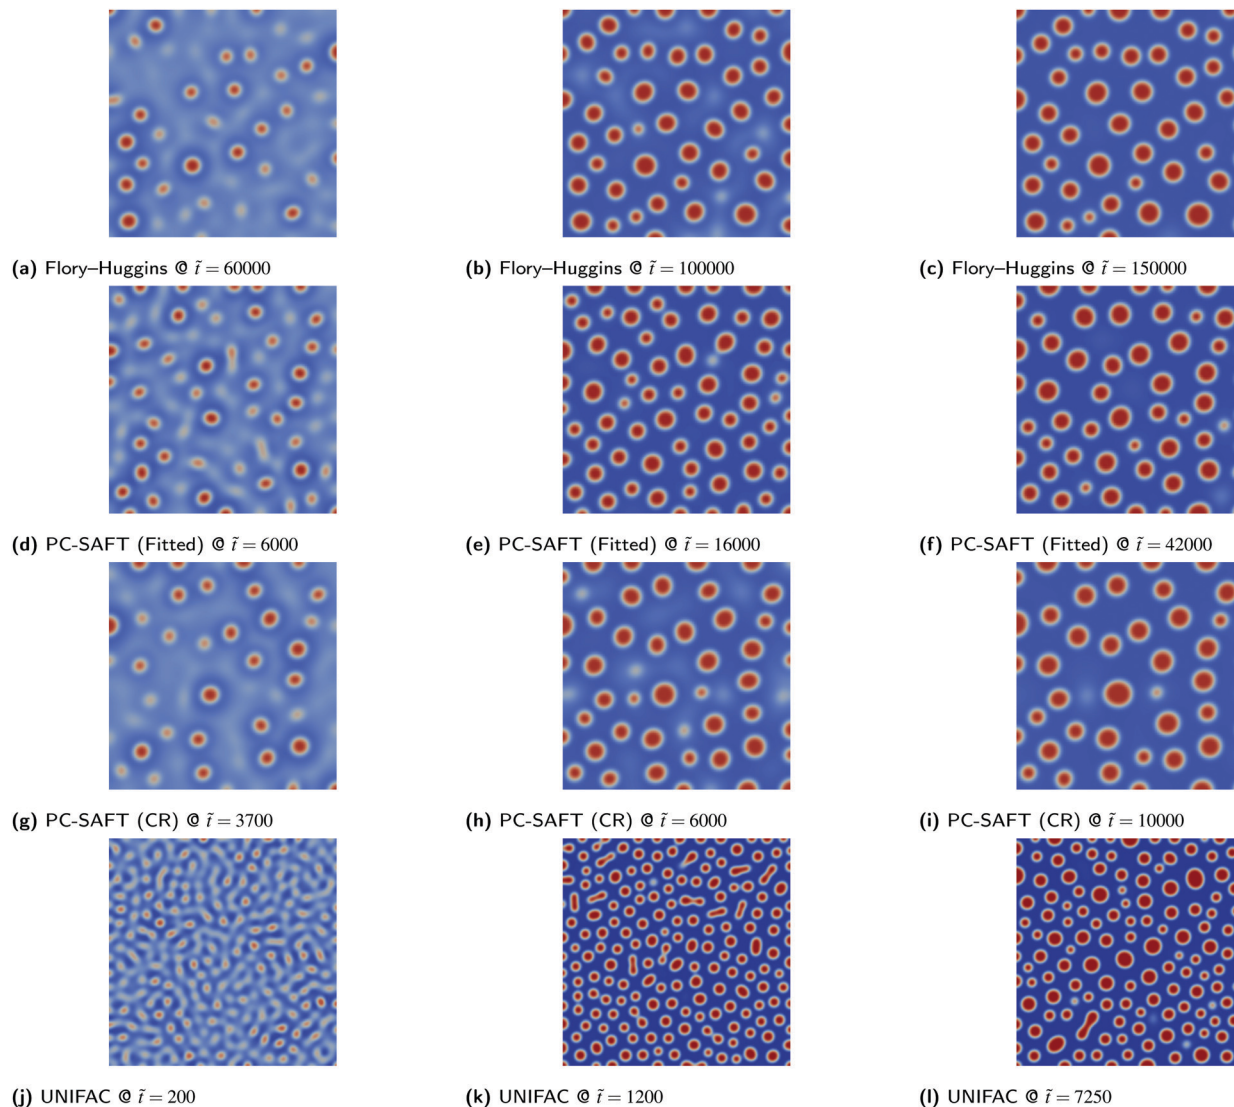 (a) Flory–Huggins @ t̃ = 60000
(b) Flory–Huggins @ t̃ = 100000
(c) Flory–Huggins @ t̃ = 150000
(d) PC-SAFT (Fitted) @ t̃ = 6000
(e) PC-SAFT (Fitted) @ t̃ = 16000
(f) PC-SAFT (Fitted) @ t̃ = 42000
(g) PC-SAFT (CR) @ t̃ = 3700
(h) PC-SAFT (CR) @ t̃ = 6000
(i) PC-SAFT (CR) @ t̃ = 10000
(j) UNIFAC @ t̃ = 200
(k) UNIFAC @ t̃ = 1200
(l) UNIFAC @ t̃ = 7250